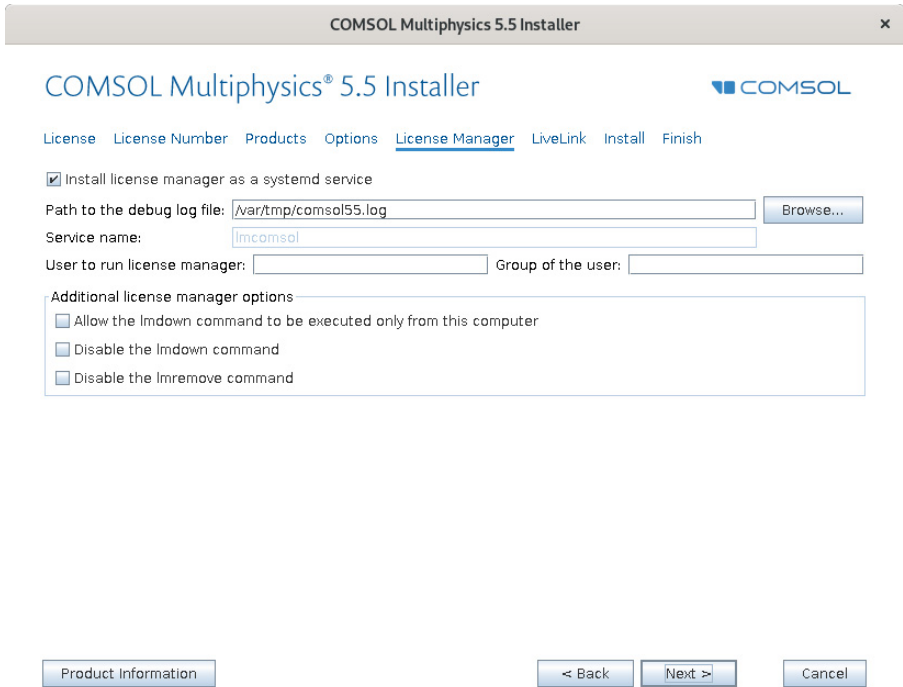 COMSOL Multiphysics 5.5 Installer ×
COMSOL Multiphysics® 5.5 Installer COMSOL
License License Number Products Options License Manager LiveLink Install Finish
Install license manager as a systemd service
Path to the debug log file: /var/tmp/comsol55.log Browse...
Service name: lmcomsol
User to run license manager: Group of the user:
Additional license manager options
Allow the lmdown command to be executed only from this computer
Disable the lmdown command
Disable the lmremove command
Product Information < Back Next > Cancel